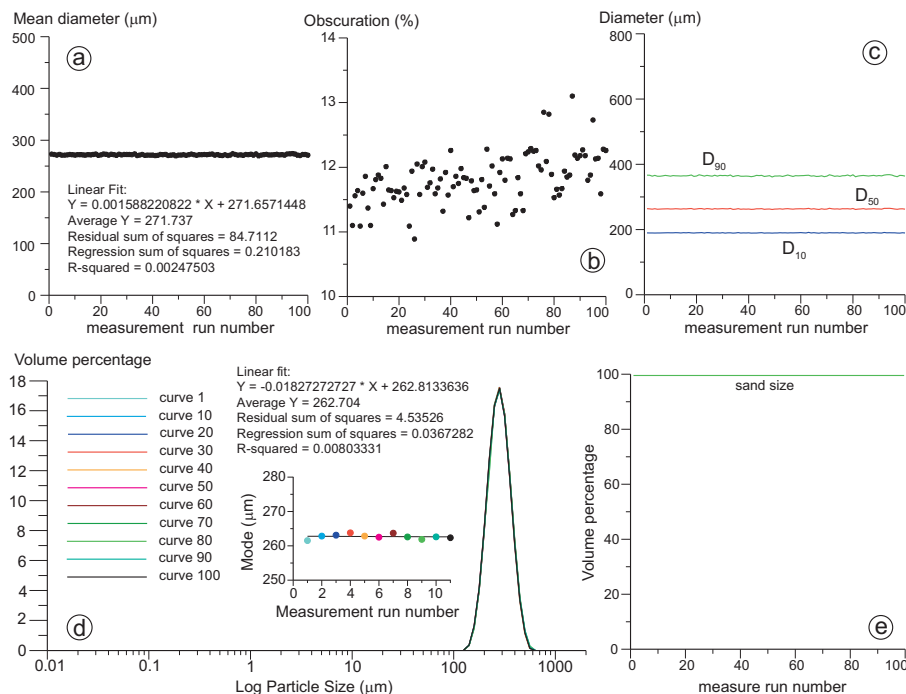 Mean diameter (μm)
500
400
300
200
100
0
0 20 40 60 80 100
measurement run number
a
Linear Fit:
Y = 0.001588220822 * X + 271.6571448
Average Y = 271.737
Residual sum of squares = 84.7112
Regression sum of squares = 0.210183
R-squared = 0.00247503
Obscuration (%)
14
13
12
11
10
0 20 40 60 80 100
measurement run number
b
Diameter (μm)
800
600
400
200
0
0 20 40 60 80 100
measurement run number
c
D90
D50
D10
Volume percentage
18
16
14
12
10
8
6
4
2
0
0.01 0.1 1 10 100 1000
Log Particle Size (μm)
d
curve 1
curve 10
curve 20
curve 30
curve 40
curve 50
curve 60
curve 70
curve 80
curve 90
curve 100
Linear fit:
Y = -0.01827272727 * X + 262.8133636
Average Y = 262.704
Residual sum of squares = 4.53526
Regression sum of squares = 0.0367282
R-squared = 0.00803331
Mode (μm)
280
270
260
250
0 2 4 6 8 10
Measurement run number
Volume percentage
100
80
60
40
20
0
0 20 40 60 80 100
measure run number
sand size
e